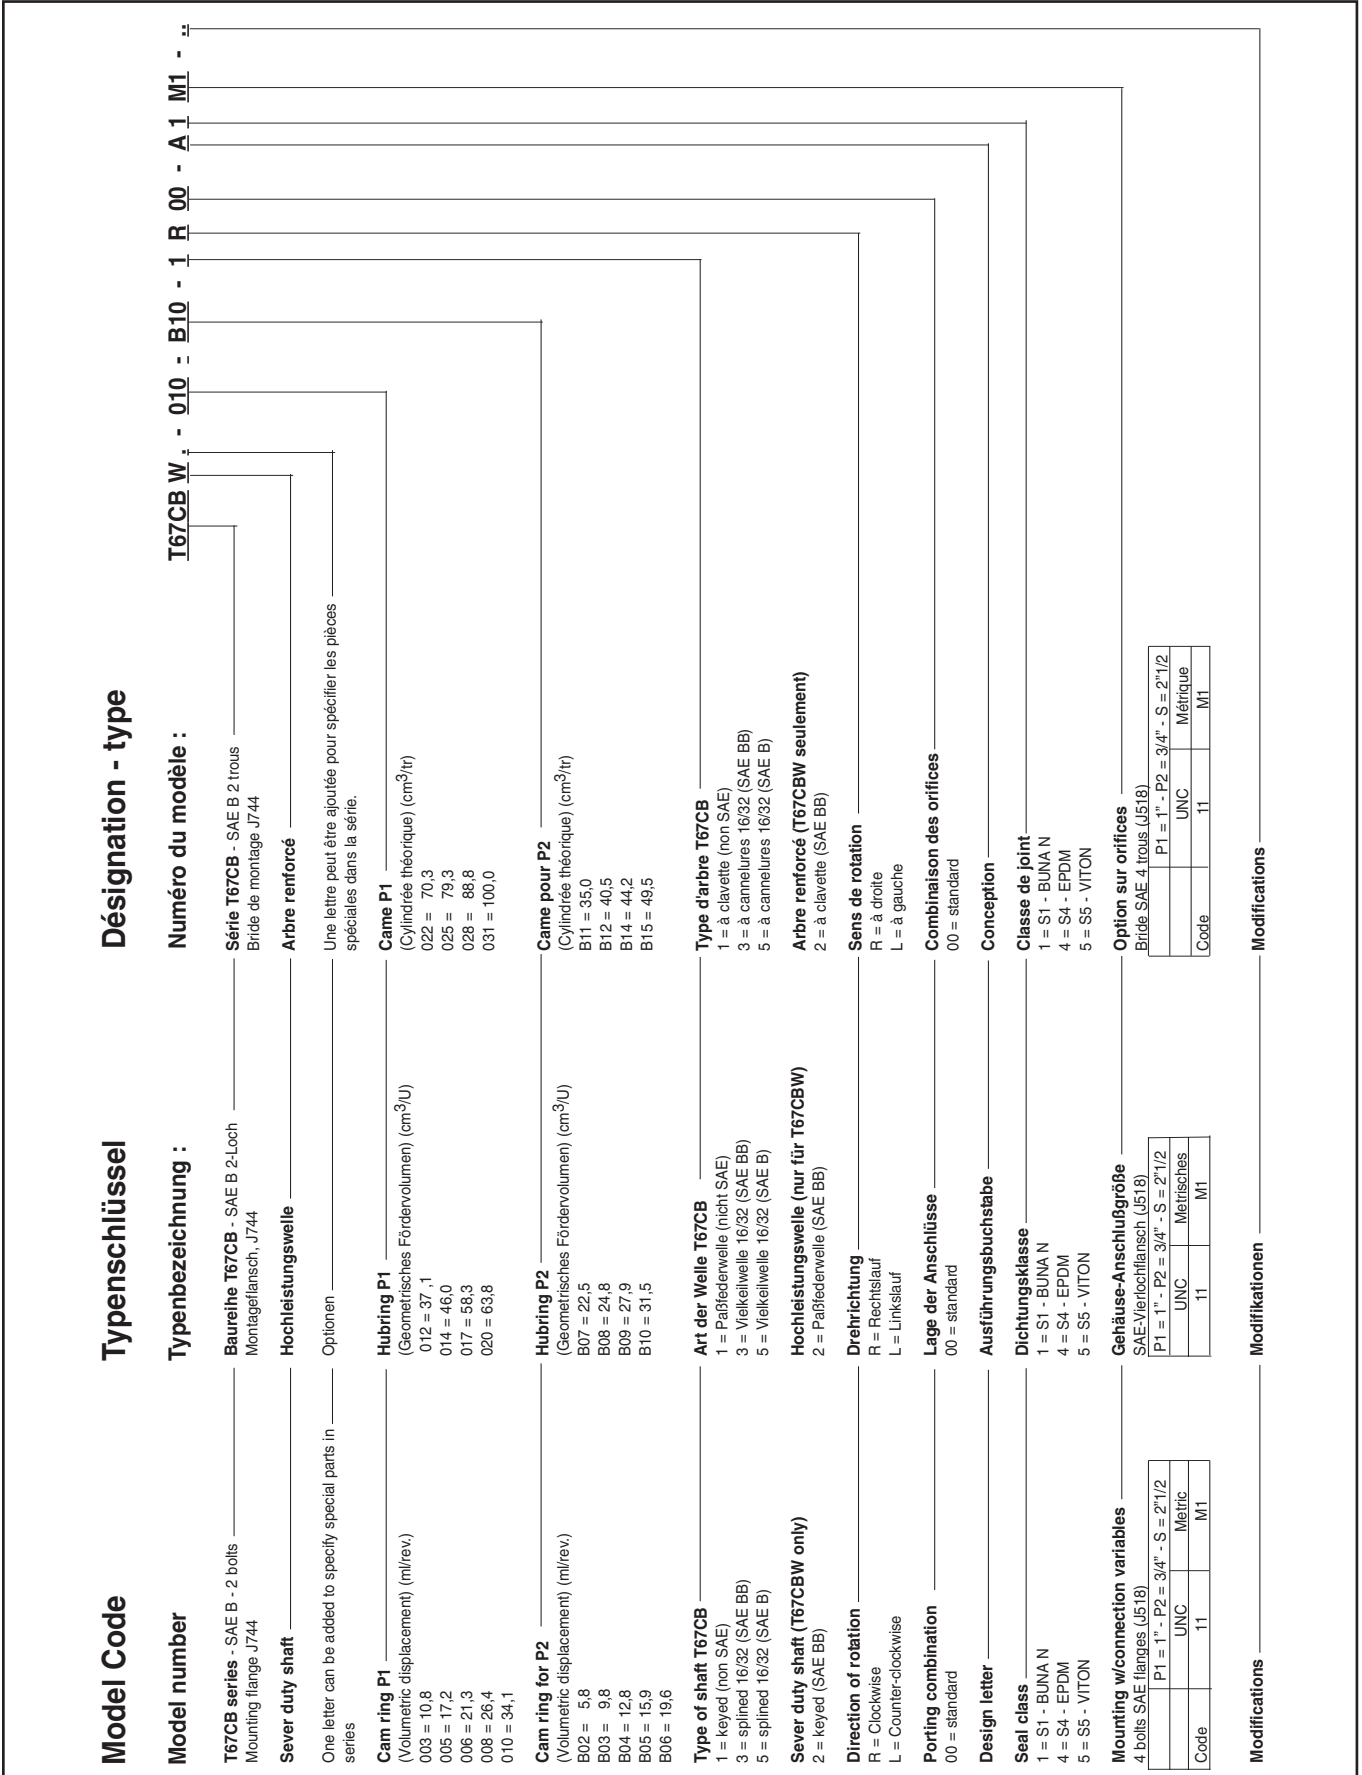 Model Code
Typenschlüssel
Désignation - type
Model number
Typenbezeichnung :
Numéro du modèle :
T67CB W . - 010 - B10 - 1 R 00 - A 1 M1 - ..
T67CB series - SAE B - 2 bolts
Mounting flange J744
Baureihe T67CB - SAE B 2-Loch
Montageflansch, J744
Série T67CB - SAE B 2 trous
Bride de montage J744
Sever duty shaft
Hochleistungswelle
Arbre renforcé
One letter can be added to specify special parts in
series
Optionen
Une lettre peut être ajoutée pour spécifier les pièces
spéciales dans la série.
Cam ring P1
(Volumetric displacement) (ml/rev.)
003 = 10,8
005 = 17,2
006 = 21,3
008 = 26,4
010 = 34,1
Hubring P1
(Geometrisches Fördervolumen) (cm³/U)
012 = 37 ,1
014 = 46,0
017 = 58,3
020 = 63,8
Came P1
(Cylindrée théorique) (cm³/tr)
022 = 70,3
025 = 79,3
028 = 88,8
031 = 100,0
Cam ring for P2
(Volumetric displacement) (ml/rev.)
B02 = 5,8
B03 = 9,8
B04 = 12,8
B05 = 15,9
B06 = 19,6
Hubring P2
(Geometrisches Fördervolumen) (cm³/U)
B07 = 22,5
B08 = 24,8
B09 = 27,9
B10 = 31,5
Came pour P2
(Cylindrée théorique) (cm³/tr)
B11 = 35,0
B12 = 40,5
B14 = 44,2
B15 = 49,5
Type of shaft T67CB
1 = keyed (non SAE)
3 = splined 16/32 (SAE BB)
5 = splined 16/32 (SAE B)
Art der Welle T67CB
1 = Paßfederwelle (nicht SAE)
3 = Vielkeilwelle 16/32 (SAE BB)
5 = Vielkeilwelle 16/32 (SAE B)
Type d'arbre T67CB
1 = à clavette (non SAE)
3 = à cannelures 16/32 (SAE BB)
5 = à cannelures 16/32 (SAE B)
Sever duty shaft (T67CBW only)
2 = keyed (SAE BB)
Hochleistungswelle (nur für T67CBW)
2 = Paßfederwelle (SAE BB)
Arbre renforcé (T67CBW seulement)
2 = à clavette (SAE BB)
Direction of rotation
R = Clockwise
L = Counter-clockwise
Drehrichtung
R = Rechtslauf
L = Linkslauf
Sens de rotation
R = à droite
L = à gauche
Porting combination
00 = standard
Lage der Anschlüsse
00 = standard
Combinaison des orifices
00 = standard
Design letter
Ausführungsbuchstabe
Conception
Seal class
1 = S1 - BUNA N
4 = S4 - EPDM
5 = S5 - VITON
Dichtungsklasse
1 = S1 - BUNA N
4 = S4 - EPDM
5 = S5 - VITON
Classe de joint
1 = S1 - BUNA N
4 = S4 - EPDM
5 = S5 - VITON
Mounting w/connection variables
4 bolts SAE flanges (J518)
P1 = 1" - P2 = 3/4" - S = 2"1/2
UNC Metric
Code 11 M1
Gehäuse-Anschlußgröße
SAE-Vierlochflansch (J518)
P1 = 1" - P2 = 3/4" - S = 2"1/2
UNC Metrisches
11 M1
Option sur orifices
Bride SAE 4 trous (J518)
P1 = 1" - P2 = 3/4" - S = 2"1/2
UNC Métrique
Code 11 M1
Modifications
Modifikationen
Modifications